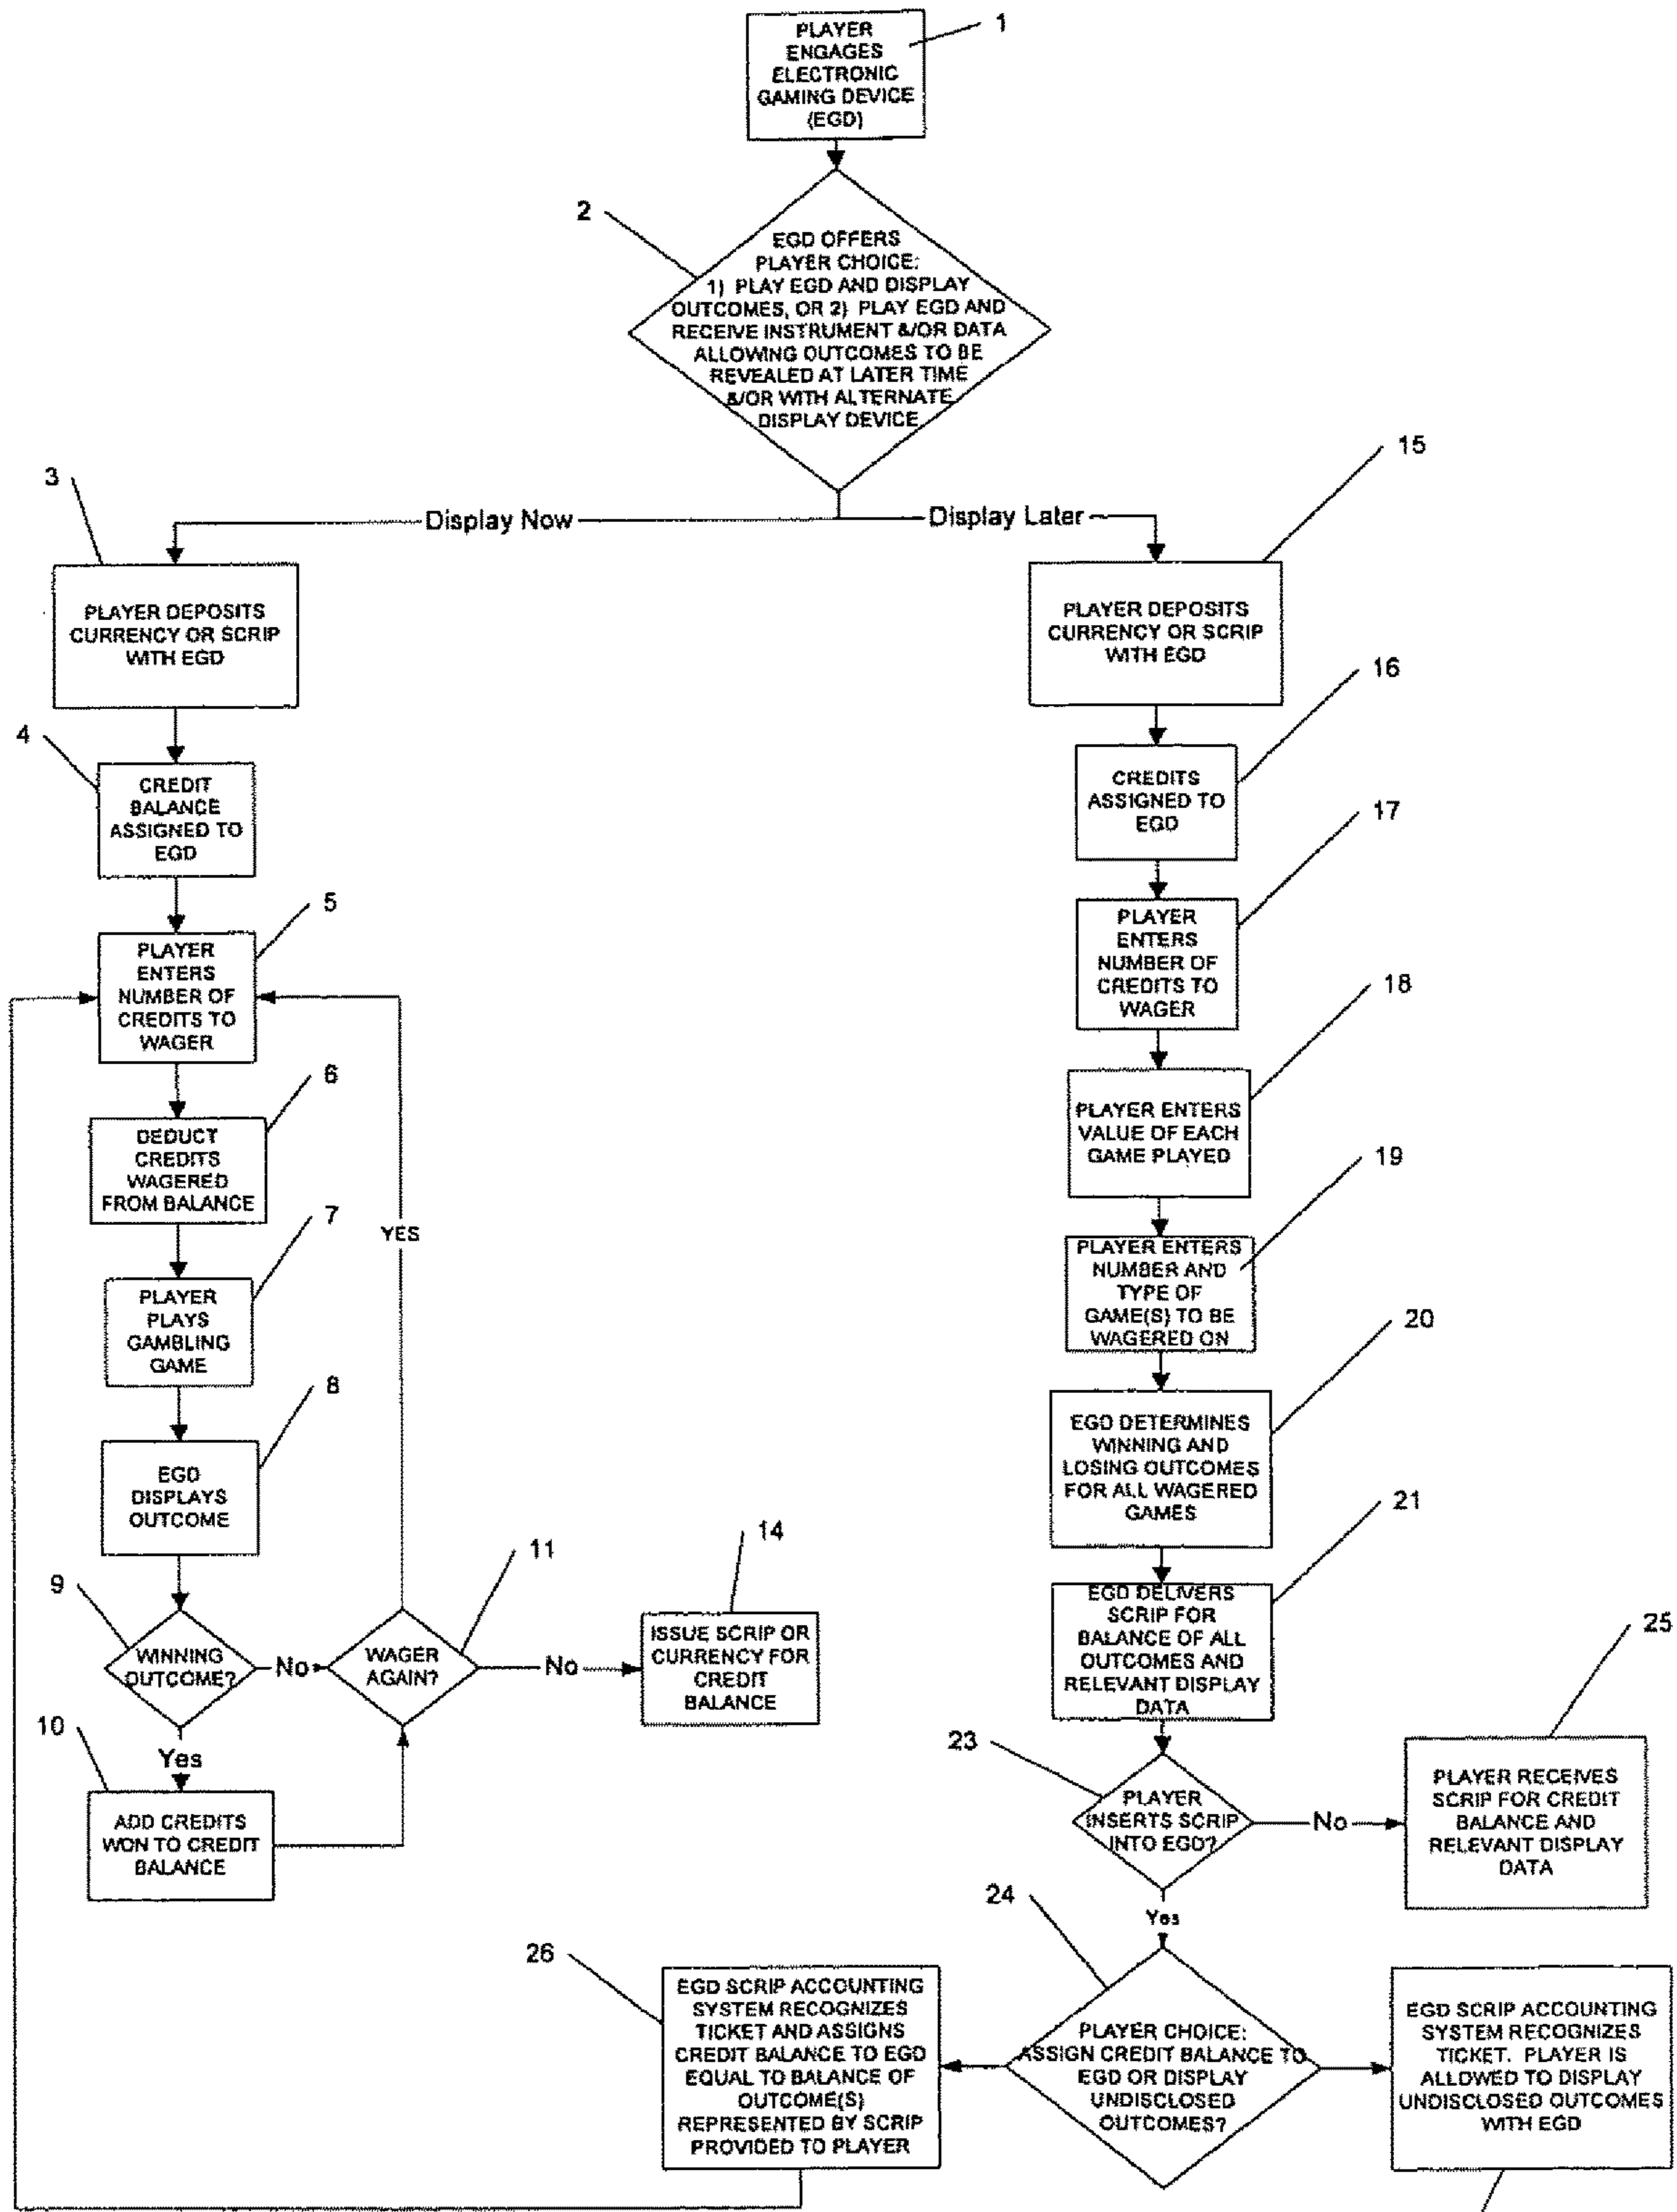 PLAYER
ENGAGES
ELECTRONIC
GAMING DEVICE
(EGD)
1
2
EGD OFFERS
PLAYER CHOICE:
1) PLAY EGD AND DISPLAY
OUTCOMES, OR 2) PLAY EGD AND
RECEIVE INSTRUMENT &/OR DATA
ALLOWING OUTCOMES TO BE
REVEALED AT LATER TIME
&/OR WITH ALTERNATE
DISPLAY DEVICE
Display Now
Display Later
3
PLAYER DEPOSITS
CURRENCY OR SCRIP
WITH EGD
4
CREDIT
BALANCE
ASSIGNED TO
EGD
5
PLAYER
ENTERS
NUMBER OF
CREDITS TO
WAGER
6
DEDUCT
CREDITS
WAGERED
FROM BALANCE
YES
7
PLAYER
PLAYS
GAMBLING
GAME
8
EGD
DISPLAYS
OUTCOME
9
WINNING
OUTCOME?
No
11
WAGER
AGAIN?
No
14
ISSUE SCRIP OR
CURRENCY FOR
CREDIT
BALANCE
10
Yes
ADD CREDITS
WON TO CREDIT
BALANCE
15
PLAYER DEPOSITS
CURRENCY OR SCRIP
WITH EGD
16
CREDITS
ASSIGNED TO
EGD
17
PLAYER
ENTERS
NUMBER OF
CREDITS TO
WAGER
18
PLAYER ENTERS
VALUE OF EACH
GAME PLAYED
19
PLAYER ENTERS
NUMBER AND
TYPE OF
GAME(S) TO BE
WAGERED ON
20
EGD DETERMINES
WINNING AND
LOSING OUTCOMES
FOR ALL WAGERED
GAMES
21
EGD DELIVERS
SCRIP FOR
BALANCE OF ALL
OUTCOMES AND
RELEVANT DISPLAY
DATA
23
PLAYER
INSERTS SCRIP
INTO EGD?
No
25
PLAYER RECEIVES
SCRIP FOR CREDIT
BALANCE AND
RELEVANT DISPLAY
DATA
Yes
24
PLAYER CHOICE:
ASSIGN CREDIT BALANCE TO
EGD OR DISPLAY
UNDISCLOSED
OUTCOMES?
26
EGD SCRIP ACCOUNTING
SYSTEM RECOGNIZES
TICKET AND ASSIGNS
CREDIT BALANCE TO EGD
EQUAL TO BALANCE OF
OUTCOME(S)
REPRESENTED BY SCRIP
PROVIDED TO PLAYER
EGD SCRIP ACCOUNTING
SYSTEM RECOGNIZES
TICKET. PLAYER IS
ALLOWED TO DISPLAY
UNDISCLOSED OUTCOMES
WITH EGD